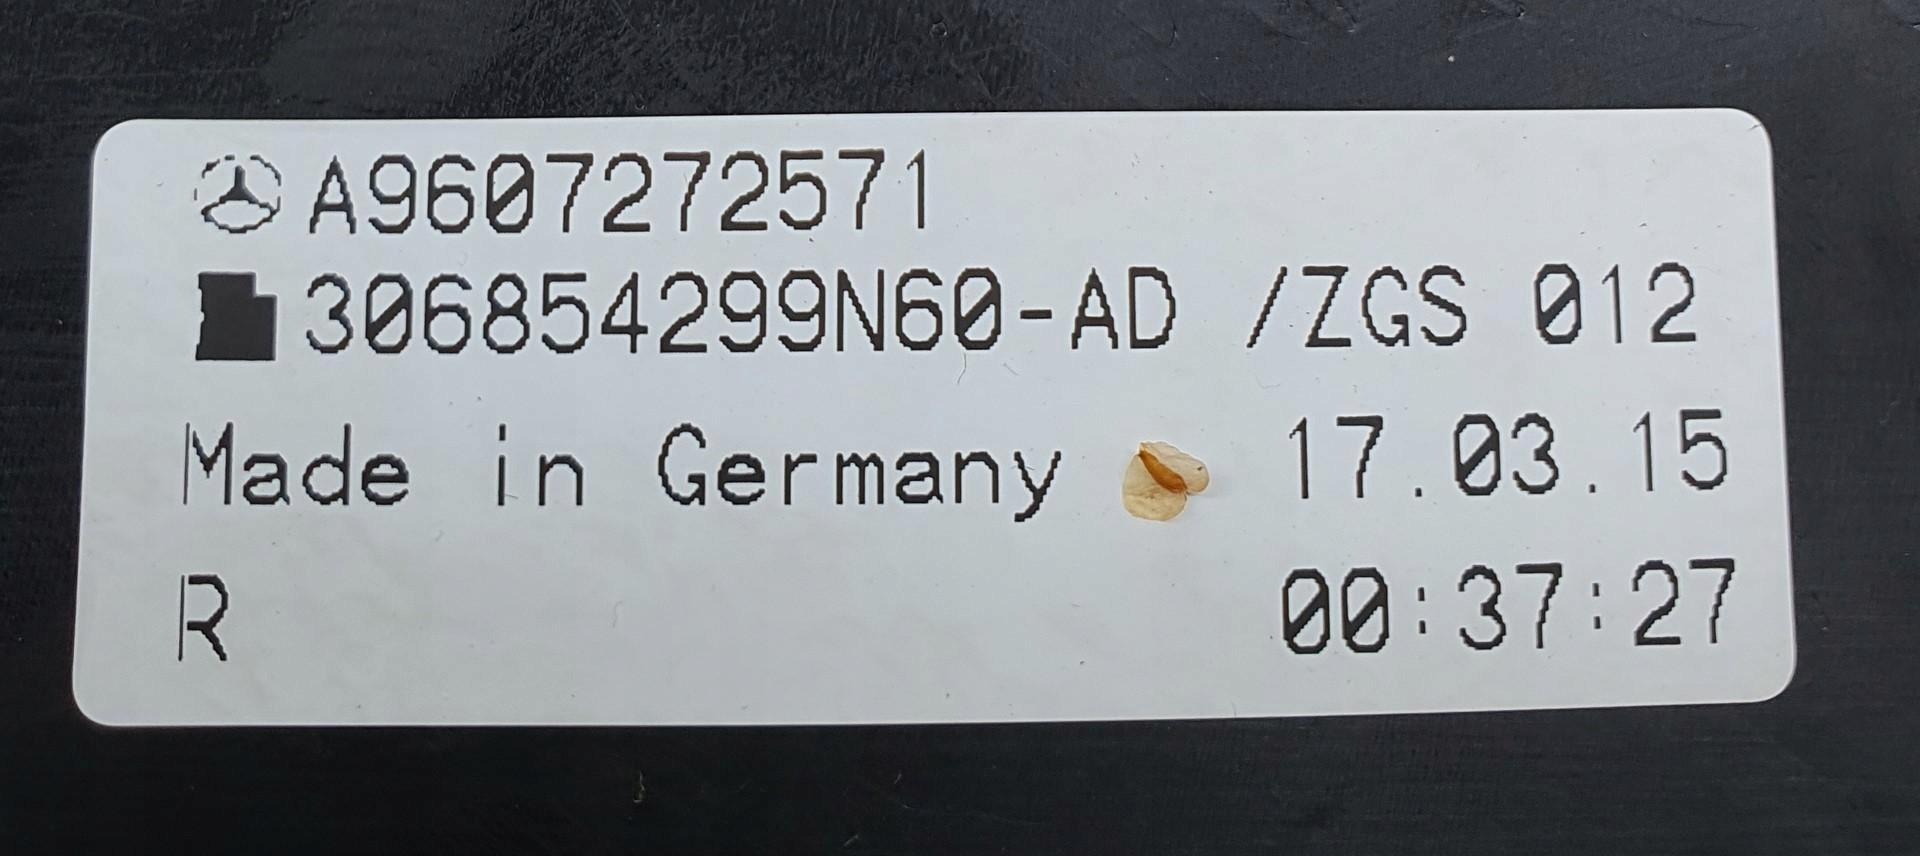 A9607272571
306854299N60-AD /ZGS 012
Made in Germany 17.03.15
R 00:37:27